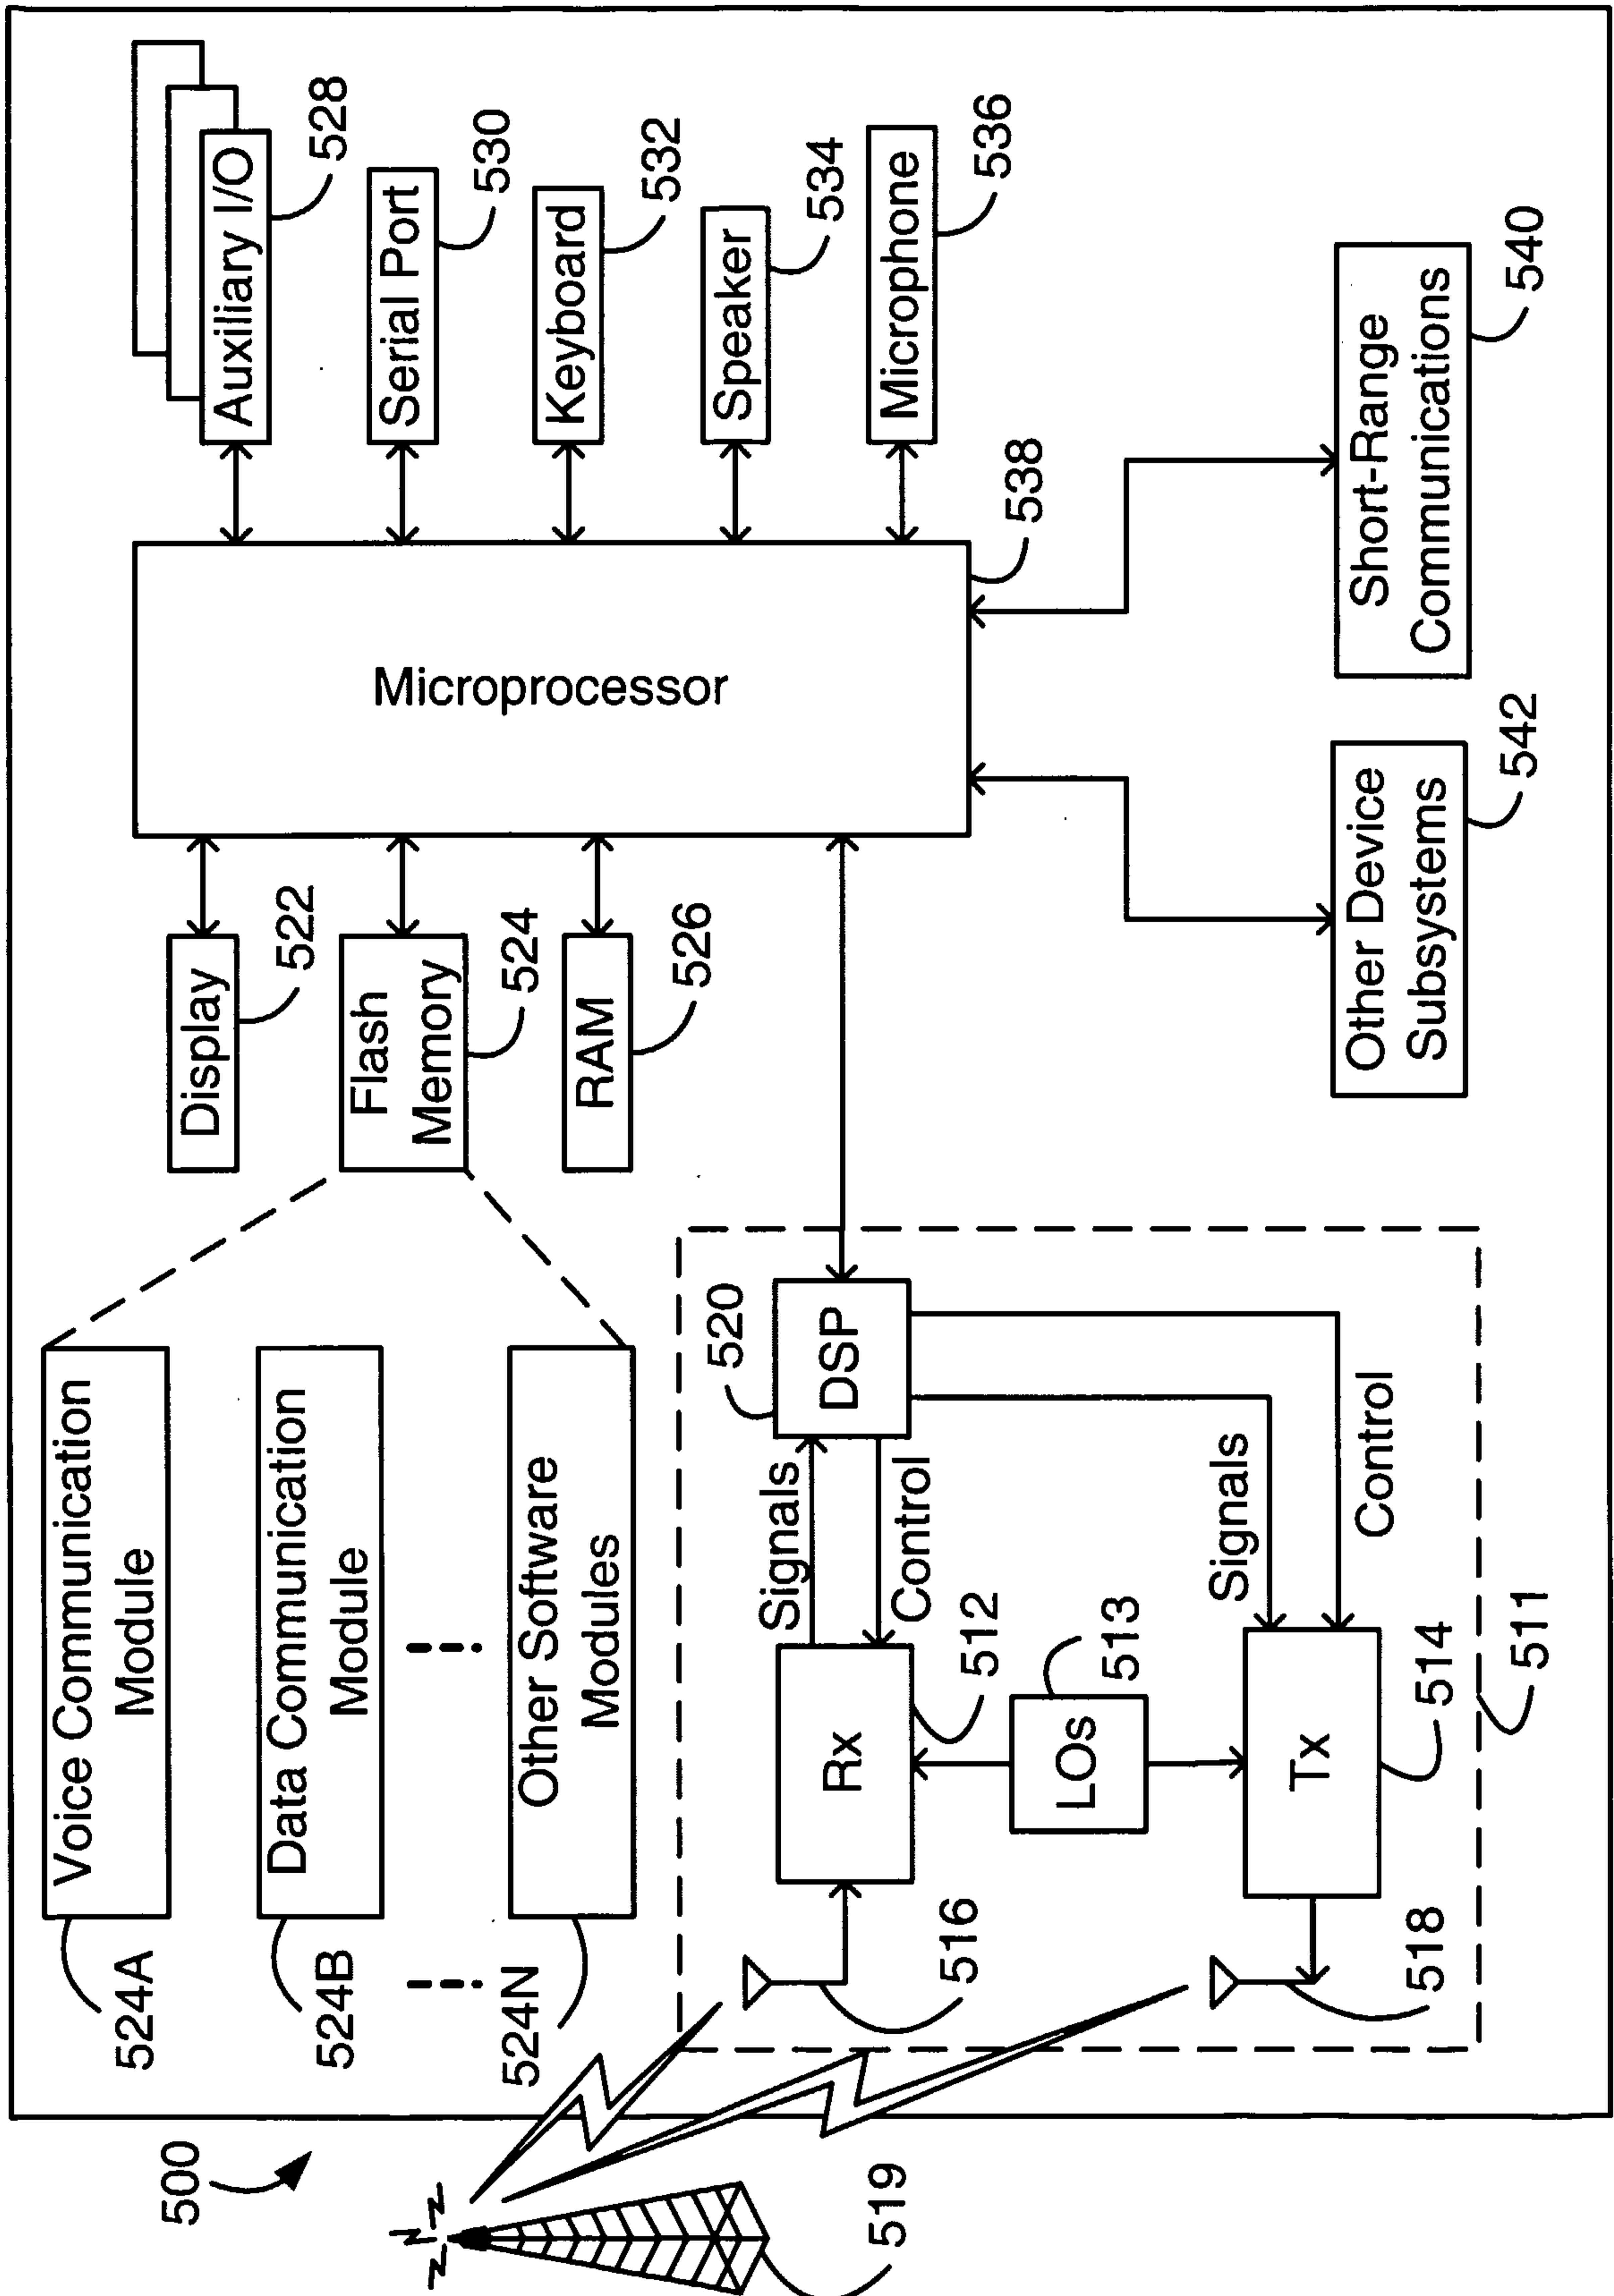 500
519
524A
Voice Communication
Module
524B
Data Communication
Module
524N
Other Software
Modules
Display
522
Flash
Memory
524
RAM
526
Microprocessor
538
Auxiliary I/O
528
Serial Port
530
Keyboard
532
Speaker
534
Microphone
536
Short-Range
Communications
540
Other Device
Subsystems
542
520
DSP
Signals
Control
Rx
512
LOs
513
Signals
Control
Tx
514
511
516
518